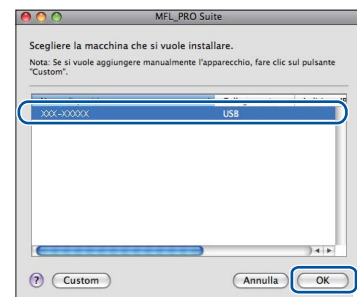 MFL_PRO Suite
Scegliere la macchina che si vuole installare.
Nota: Se si vuole aggiungere manualmente l'apparecchio, fare clic sul pulsante
"Custom".
XXX-XXXXX USB
? Custom Annulla OK